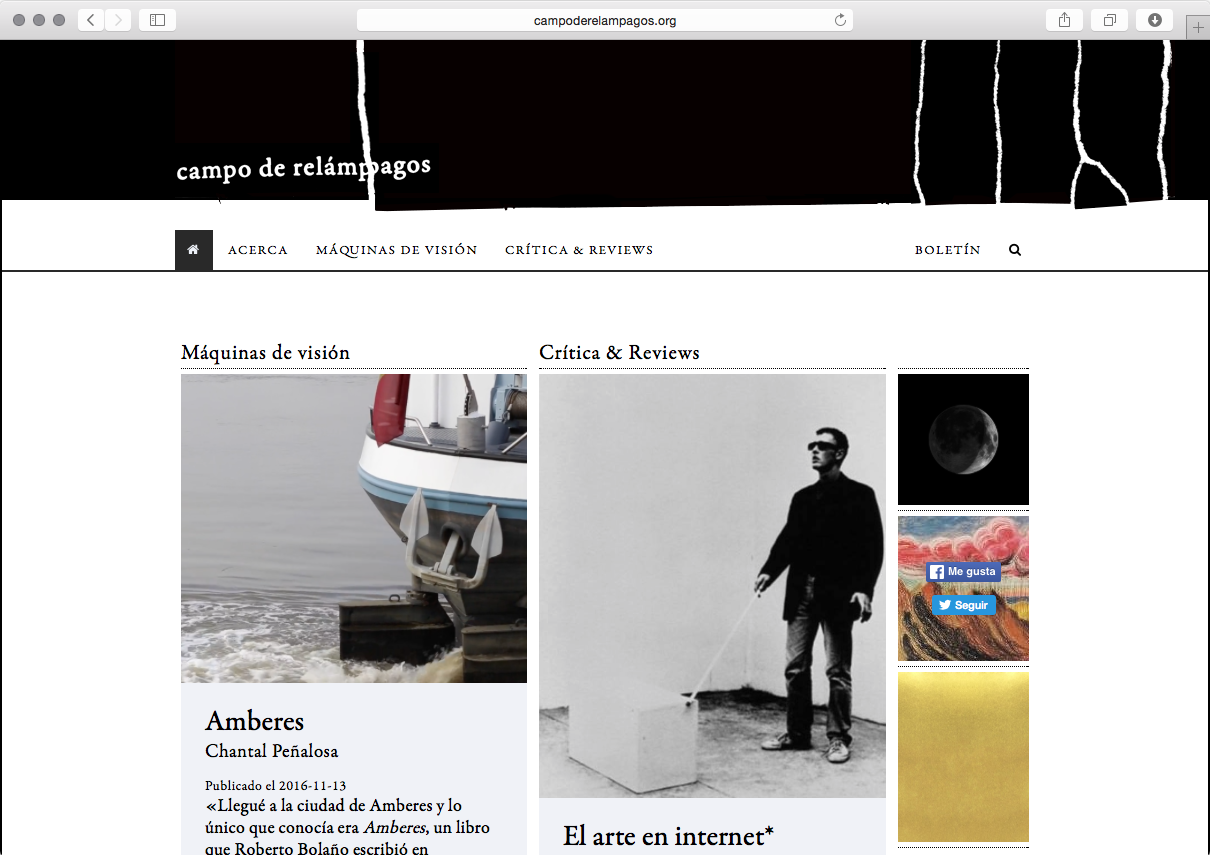 campoderelampagos.org
campo de relámpagos
ACERCA
MÁQUINAS DE VISIÓN
CRÍTICA & REVIEWS
BOLETÍN
Máquinas de visión
Amberes
Chantal Peñalosa
Publicado el 2016-11-13
«Llegué a la ciudad de Amberes y lo
único que conocía era Amberes, un libro
que Roberto Bolaño escribió en
Crítica & Reviews
El arte en internet*
Me gusta
Seguir